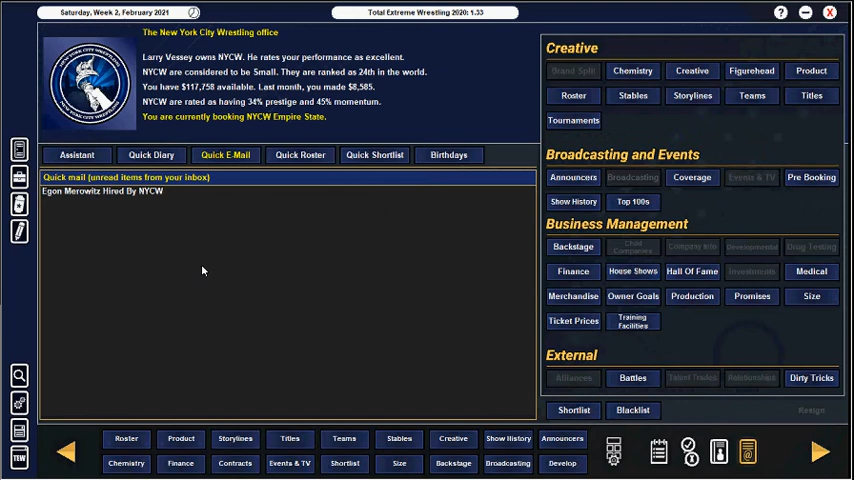 Saturday, Week 2, February 2021
Total Extreme Wrestling 2020: 1.33
?
X
The New York City Wrestling office
NEW YORK CITY
WRESTLING
Larry Vessey owns NYCW. He rates your performance as excellent.
NYCW are considered to be Small. They are ranked as 24th in the world.
You have $117,758 available. Last month, you made $8,585.
NYCW are rated as having 34% prestige and 45% momentum.
You are currently booking NYCW Empire State.
Assistant
Quick Diary
Quick E-Mail
Quick Roster
Quick Shortlist
Birthdays
Quick mail (unread items from your inbox)
Egon Merowitz Hired By NYCW
Creative
Brand Split
Chemistry
Creative
Figurehead
Product
Roster
Stables
Storylines
Teams
Titles
Tournaments
Broadcasting and Events
Announcers
Broadcasting
Coverage
Events & TV
Pre Booking
Show History
Top 100s
Business Management
Backstage
Child
Companies
Company Info
Developmental
Drug Testing
Finance
House Shows
Hall Of Fame
Investments
Medical
Merchandise
Owner Goals
Production
Promises
Size
Ticket Prices
Training
Facilities
External
Alliances
Battles
Talent Trades
Relationships
Dirty Tricks
Shortlist
Blacklist
Resign
Roster
Product
Storylines
Titles
Teams
Stables
Creative
Show History
Announcers
Chemistry
Finance
Contracts
Events & TV
Shortlist
Size
Backstage
Broadcasting
Develop
TEW